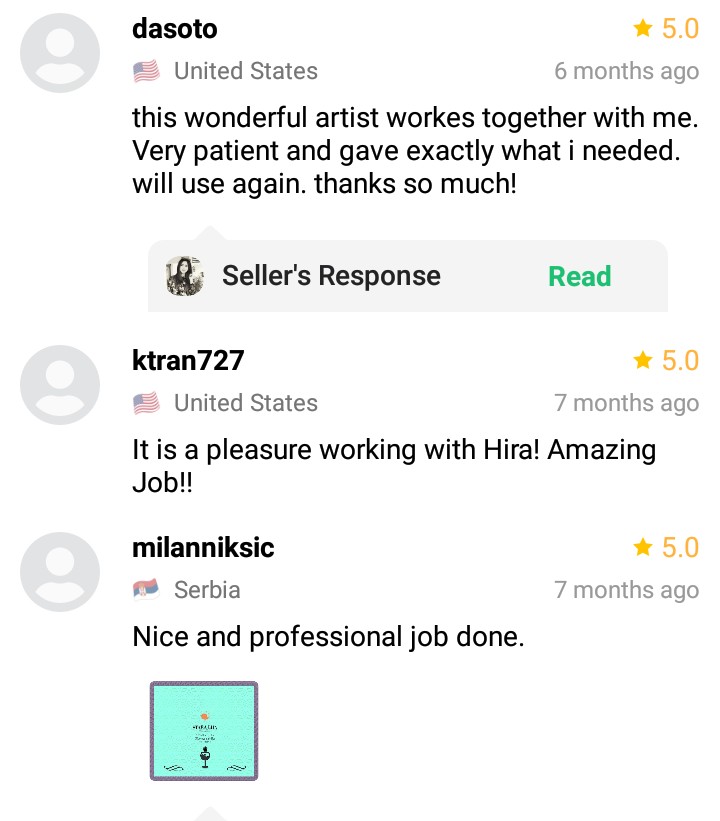 dasoto
5.0
United States
6 months ago
this wonderful artist workes together with me.
Very patient and gave exactly what i needed.
will use again. thanks so much!
Seller's Response
Read
ktran727
5.0
United States
7 months ago
It is a pleasure working with Hira! Amazing
Job!!
milanniksic
5.0
Serbia
7 months ago
Nice and professional job done.